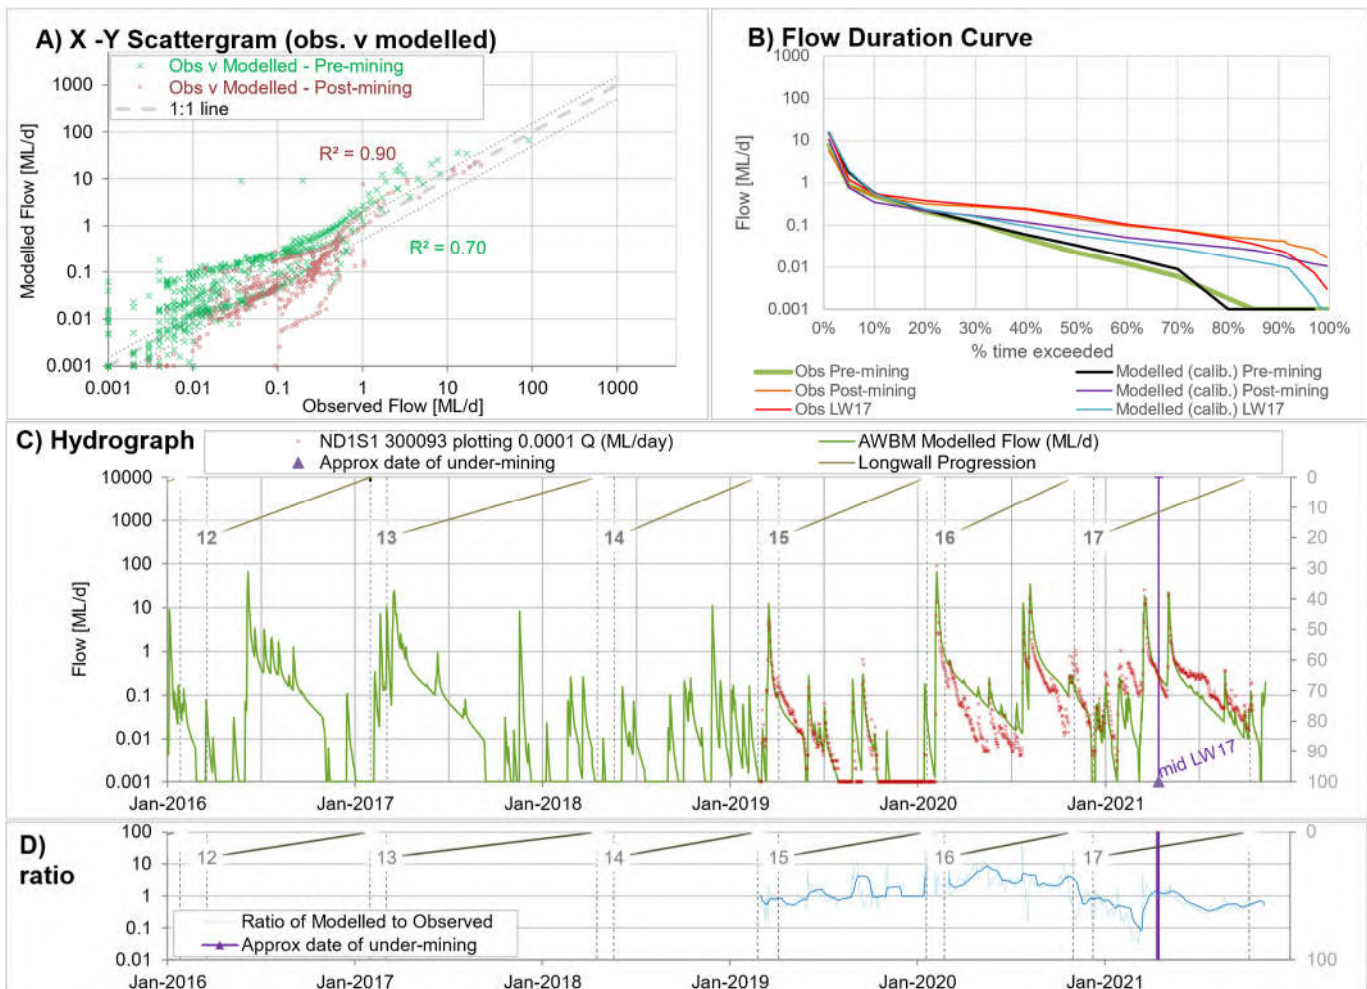 A) X -Y Scattergram (obs. v modelled)
Obs v Modelled - Pre-mining
Obs v Modelled - Post-mining
1:1 line
R² = 0.90
R² = 0.70
Modelled Flow [ML/d]
1000
100
10
1
0.1
0.01
0.001
0.001 0.01 0.1 1 10 100 1000
Observed Flow [ML/d]
B) Flow Duration Curve
Flow [ML/d]
1000
100
10
1
0.1
0.01
0.001
0% 10% 20% 30% 40% 50% 60% 70% 80% 90% 100%
% time exceeded
Obs Pre-mining Modelled (calib.) Pre-mining
Obs Post-mining Modelled (calib.) Post-mining
Obs LW17 Modelled (calib.) LW17
C) Hydrograph
ND1S1 300093 plotting 0.0001 Q (ML/day) AWBM Modelled Flow (ML/d)
Approx date of under-mining Longwall Progression
Flow [ML/d]
10000
1000
100
10
1
0.1
0.01
0.001
0
10
20
30
40
50
60
70
80
90
100
12 13 14 15 16 17
mid LW17
Jan-2016 Jan-2017 Jan-2018 Jan-2019 Jan-2020 Jan-2021
D)
ratio
100
10
1
0.1
0.01
0
100
12 13 14 15 16 17
Ratio of Modelled to Observed
Approx date of under-mining
Jan-2016 Jan-2017 Jan-2018 Jan-2019 Jan-2020 Jan-2021